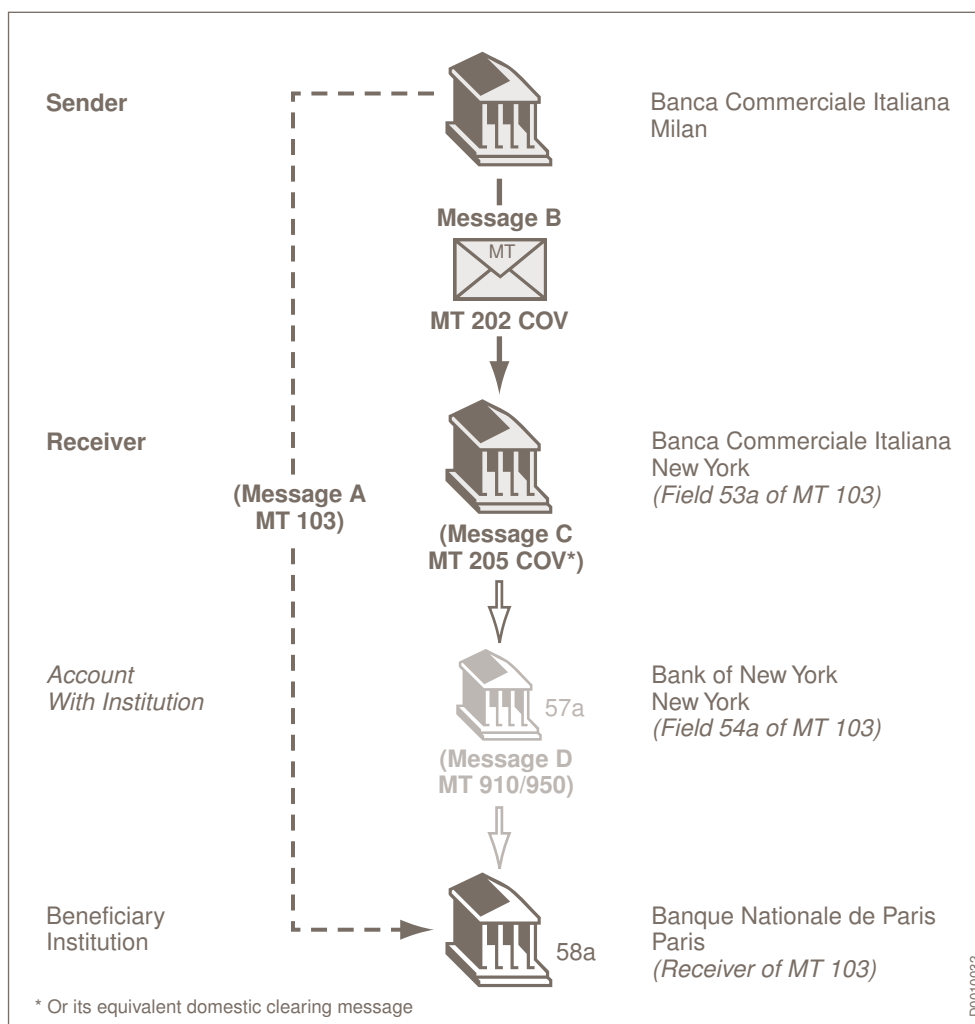 Sender
Banca Commerciale Italiana
Milan
Message B
MT
MT 202 COV
Receiver
Banca Commerciale Italiana
New York
(Field 53a of MT 103)
(Message A
MT 103)
(Message C
MT 205 COV*)
Account
With Institution
57a
Bank of New York
New York
(Field 54a of MT 103)
(Message D
MT 910/950)
Beneficiary
Institution
58a
Banque Nationale de Paris
Paris
(Receiver of MT 103)
* Or its equivalent domestic clearing message